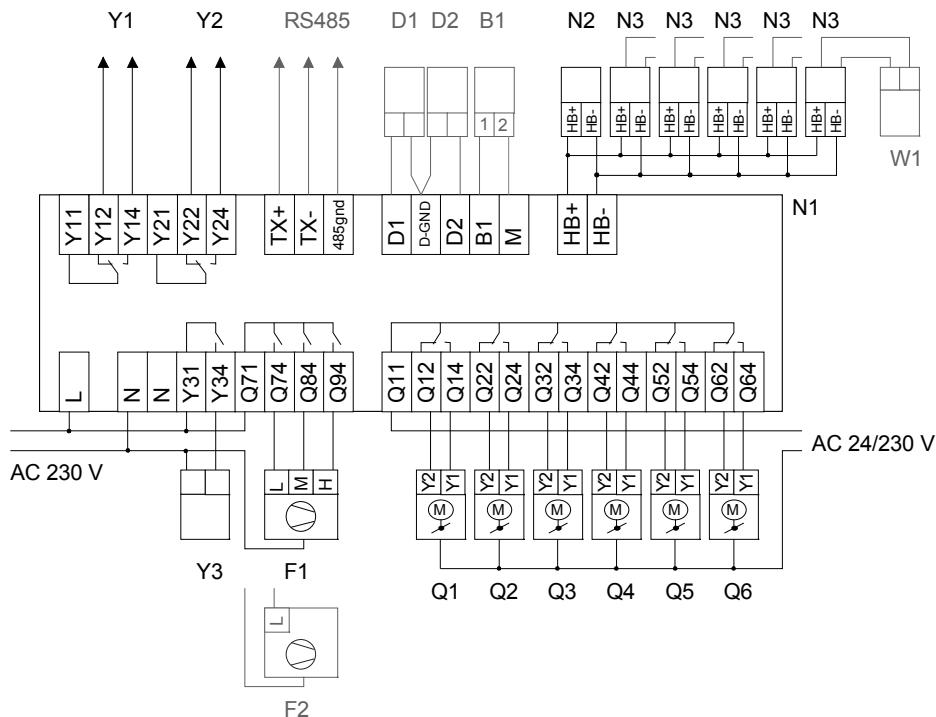 Y1 Y2 RS485 D1 D2 B1 N2 N3 N3 N3 N3 N3
1 2 HB+ HB- HB+ HB- HB+ HB- HB+ HB- HB+ HB- HB+ HB-
W1
N1
Y11 Y12 Y14 Y21 Y22 Y24 TX+ TX- 485gnd D1 D-GND D2 B1 M HB+ HB-
L N N Y31 Y34 Q71 Q74 Q84 Q94 Q11 Q12 Q14 Q22 Q24 Q32 Q34 Q42 Q44 Q52 Q54 Q62 Q64
AC 230 V AC 24/230 V
L M H Y2 Y1 Y2 Y1 Y2 Y1 Y2 Y1 Y2 Y1 Y2 Y1
M M M M M M
Y3 F1 Q1 Q2 Q3 Q4 Q5 Q6
L
F2